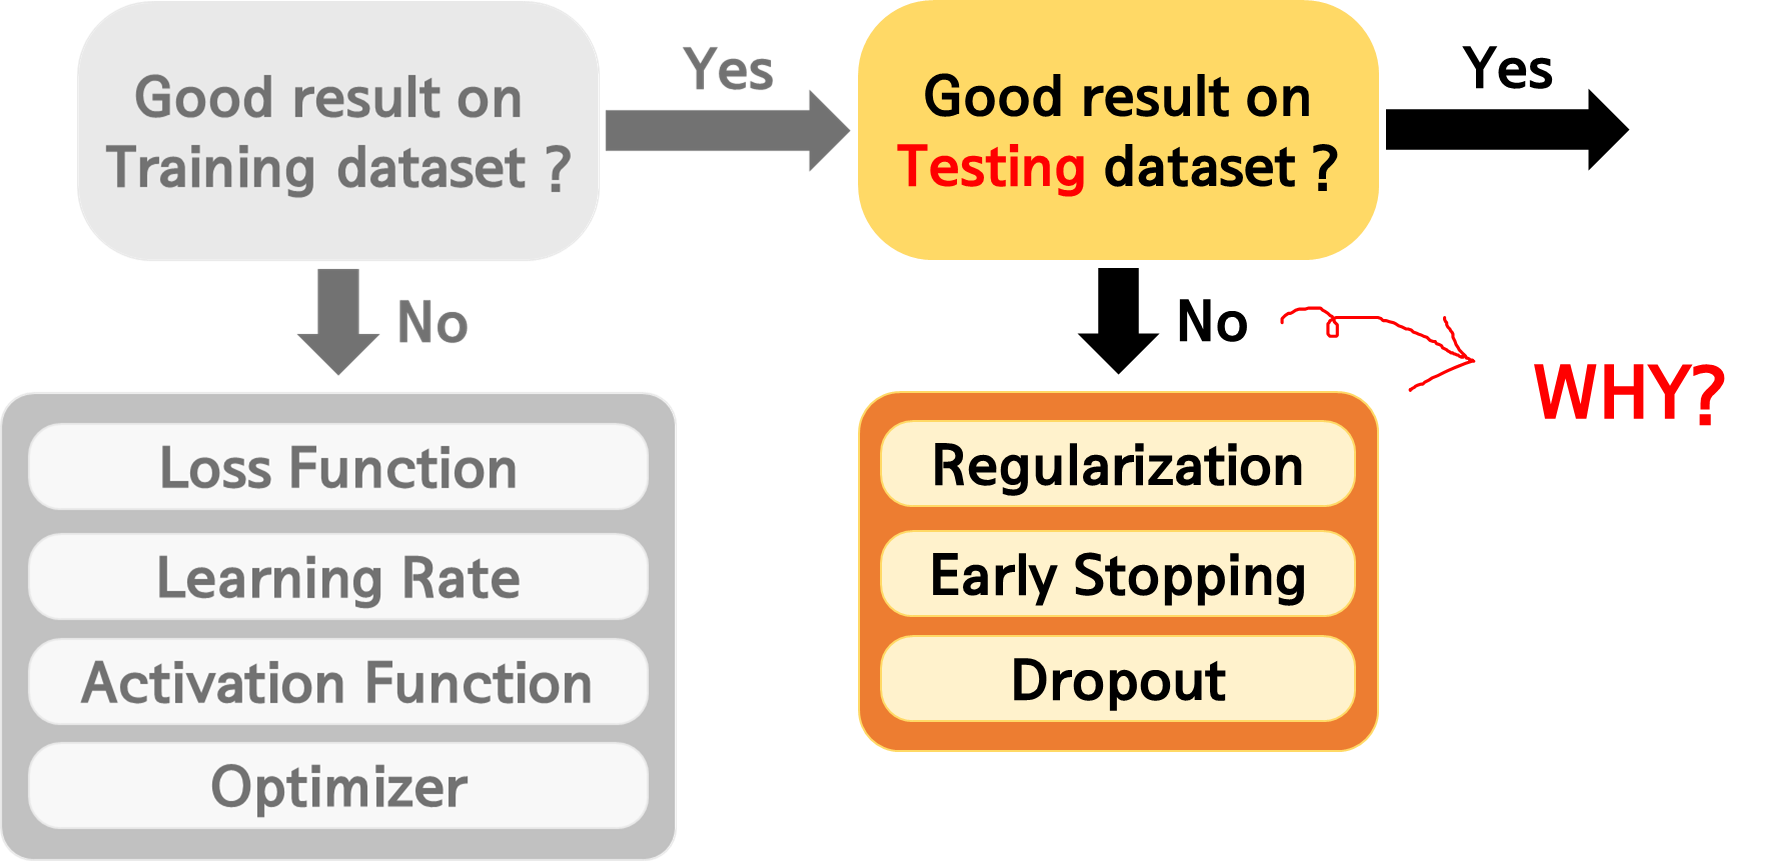 Good result on
Training dataset ?
Yes
Good result on
Testing dataset ?
Yes
No
No
WHY?
Loss Function
Learning Rate
Activation Function
Optimizer
Regularization
Early Stopping
Dropout